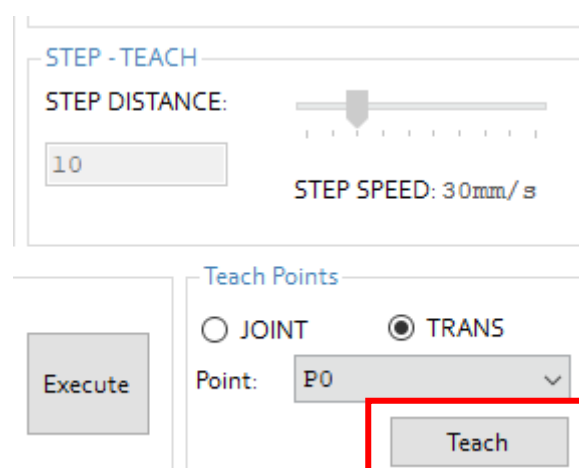 STEP - TEACH
STEP DISTANCE:
10
STEP SPEED: 30mm/s
Teach Points
JOINT TRANS
Execute Point: P0
Teach